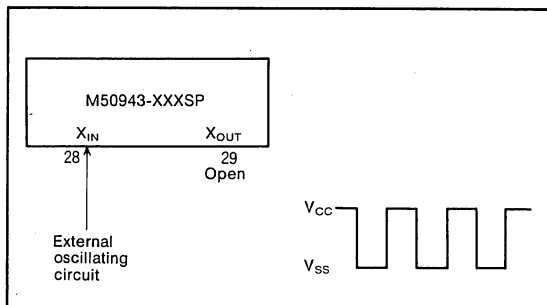 M50943-XXXSP
XIN XOUT
28 29
Open
External
oscillating
circuit
VCC
VSS